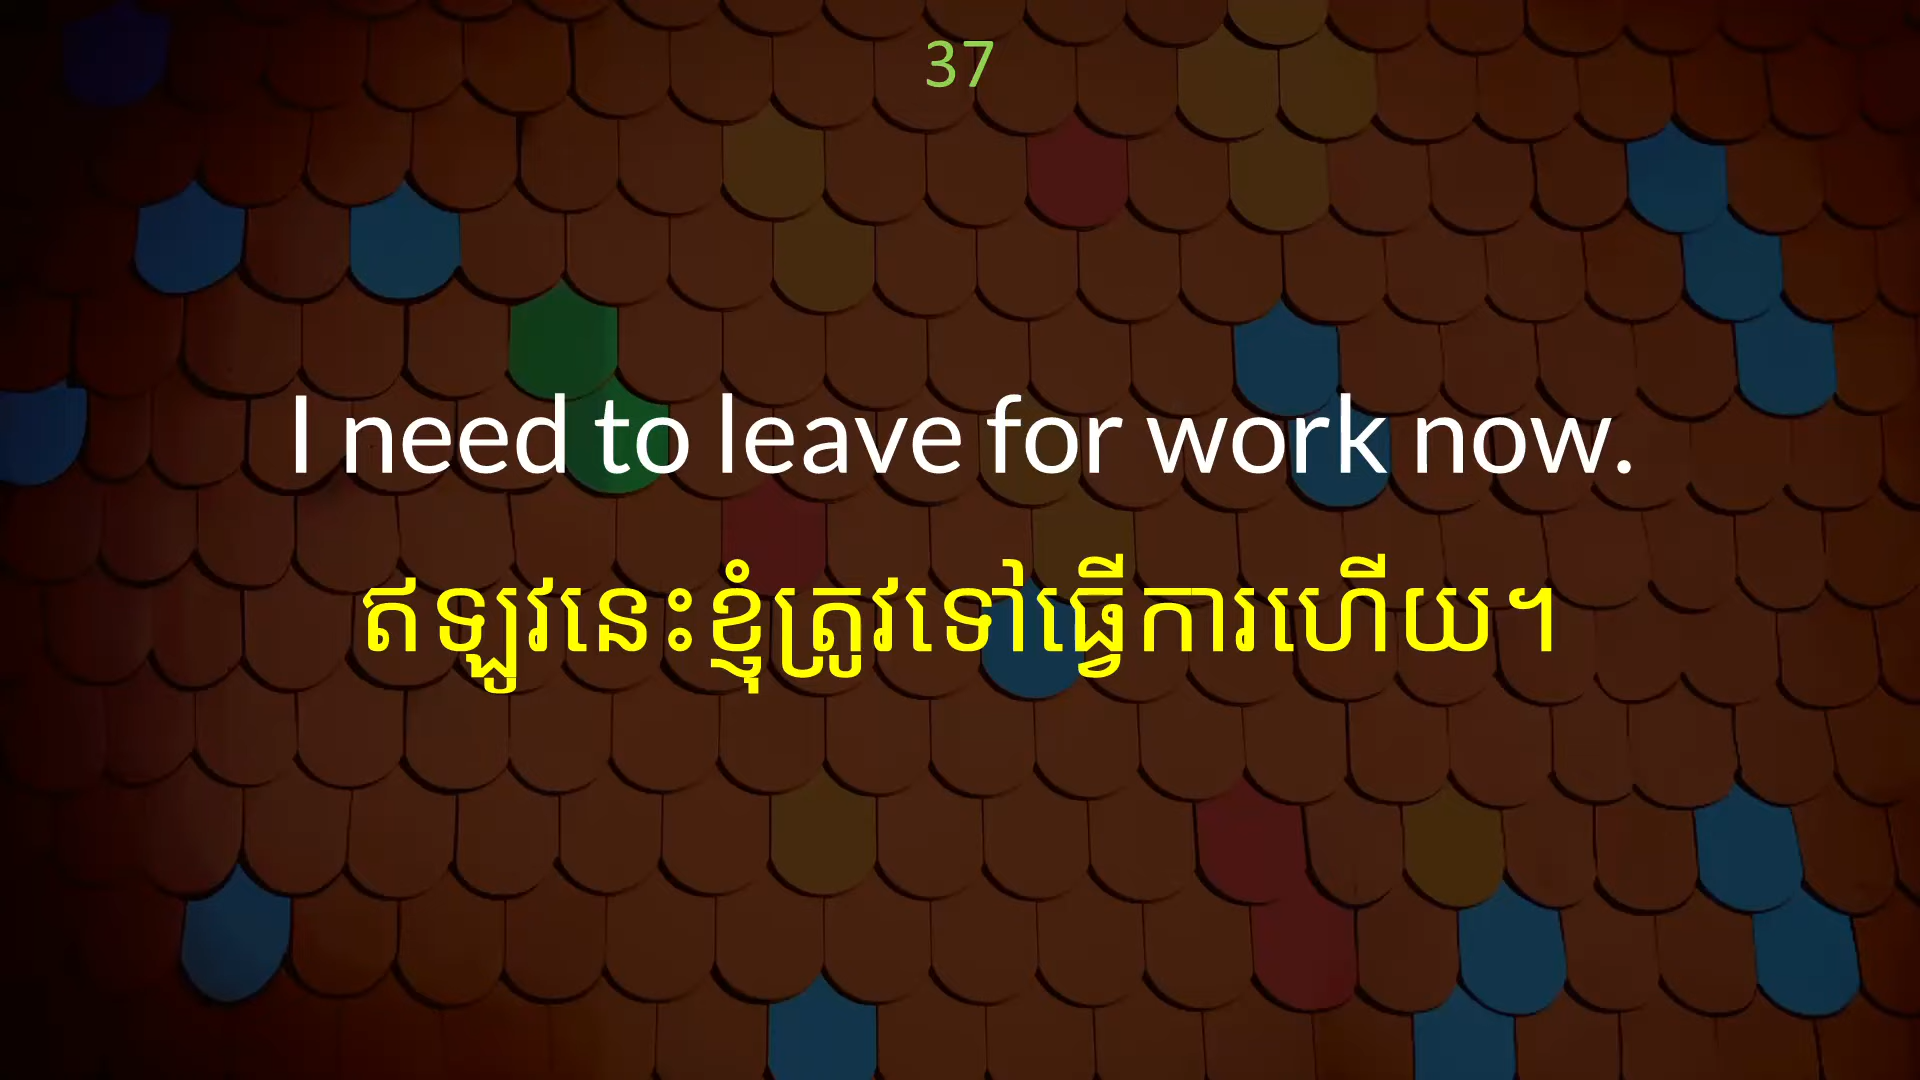 37
I need to leave for work now.
ឥឡូវនេះខ្ញុំត្រូវទៅធ្វើការហើយ។